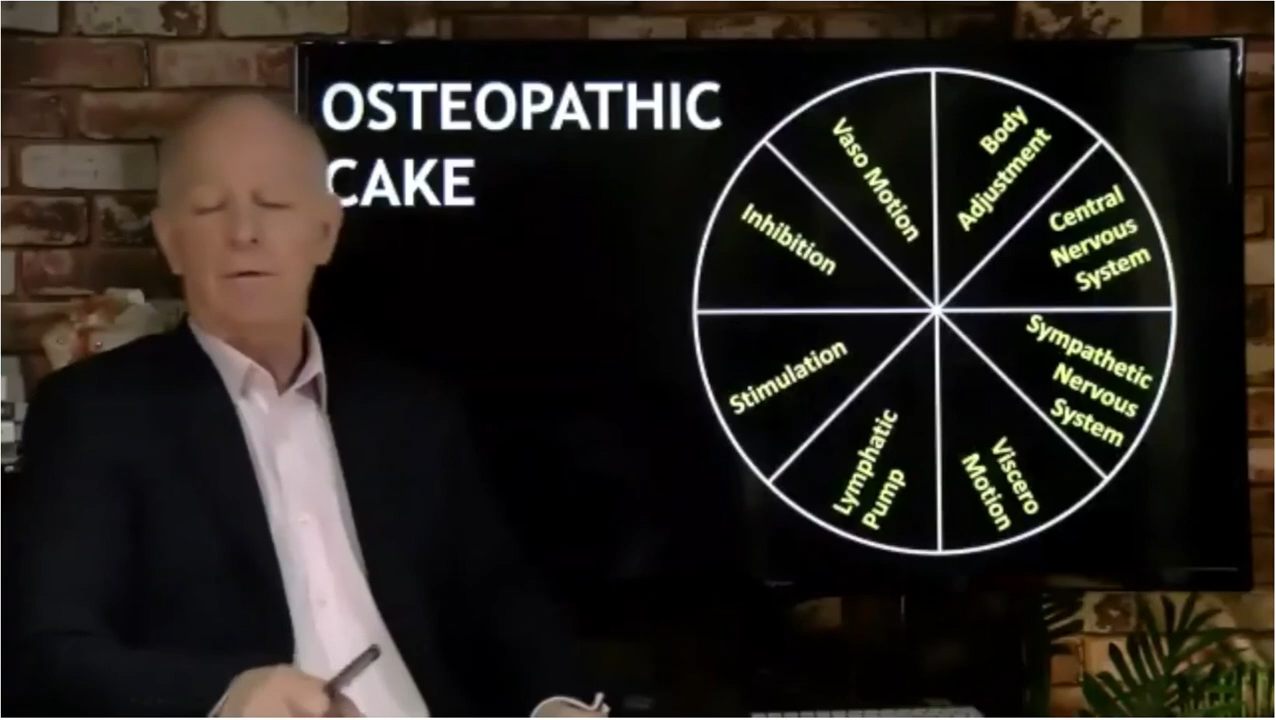 OSTEOPATHIC
CAKE
Vaso Motion
Body
Adjustment
Central
Nervous
System
Sympathetic
Nervous
System
Viscero
Motion
Lymphatic
Pump
Stimulation
Inhibition